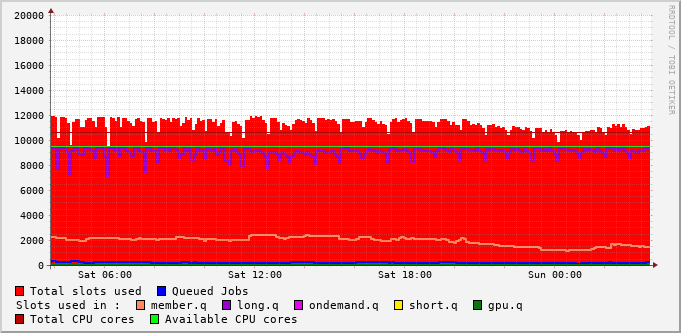 20000
18000
16000
14000
12000
10000
8000
6000
4000
2000
0
Sat 06:00 Sat 12:00 Sat 18:00 Sun 00:00
RRDTOOL / TOBI OETIKER
Total slots used Queued Jobs
Slots used in : member.q long.q ondemand.q short.q gpu.q
Total CPU cores Available CPU cores